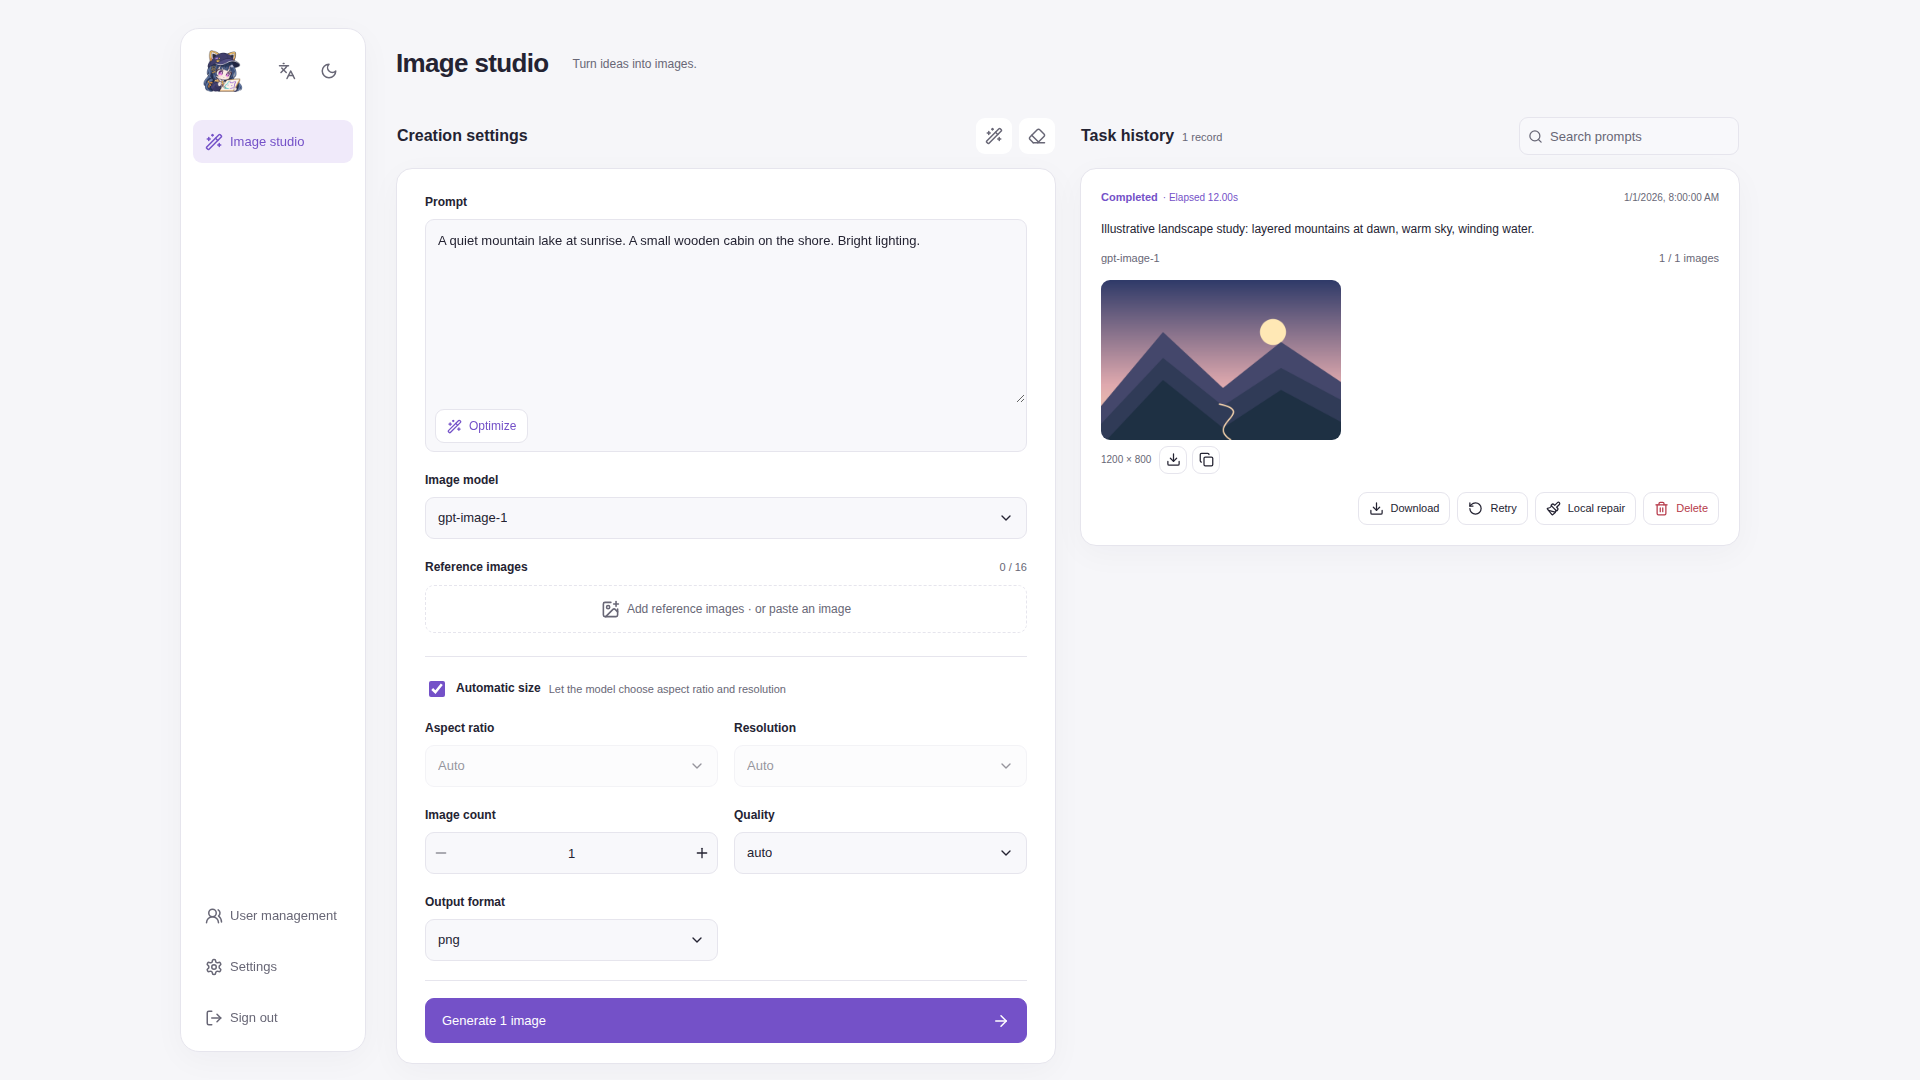 Image studio
Turn ideas into images.
Image studio
User management
Settings
Sign out
Creation settings
Prompt
A quiet mountain lake at sunrise. A small wooden cabin on the shore. Bright lighting.
Optimize
Image model
gpt-image-1
Reference images
0 / 16
Add reference images · or paste an image
Automatic size
Let the model choose aspect ratio and resolution
Aspect ratio
Resolution
Auto
Auto
Image count
Quality
1
auto
Output format
png
Generate 1 image
Task history
1 record
Search prompts
Completed · Elapsed 12.00s
1/1/2026, 8:00:00 AM
Illustrative landscape study: layered mountains at dawn, warm sky, winding water.
gpt-image-1
1 / 1 images
1200 × 800
Download
Retry
Local repair
Delete